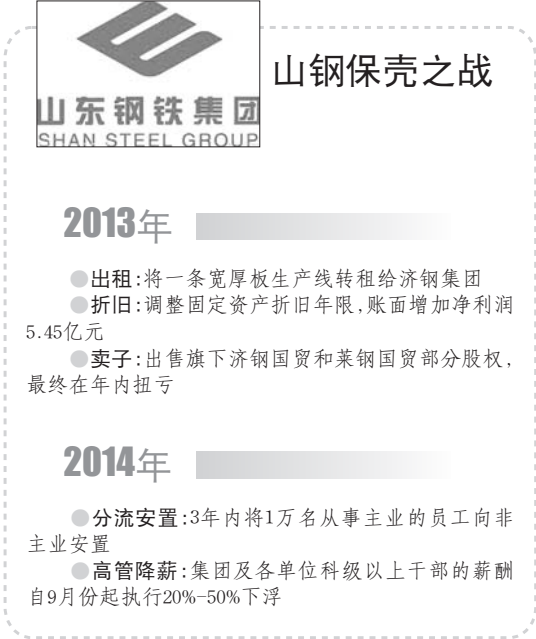 山东钢铁集团
SHAN STEEL GROUP
山钢保壳之战
2013年
●出租:将一条宽厚板生产线转租给济钢集团
●折旧:调整固定资产折旧年限,账面增加净利润
5.45亿元
●卖子:出售旗下济钢国贸和莱钢国贸部分股权,
最终在年内扭亏
2014年
●分流安置:3年内将1万名从事主业的员工向非
主业安置
●高管降薪:集团及各单位科级以上干部的薪酬
自9月份起执行20%-50%下浮